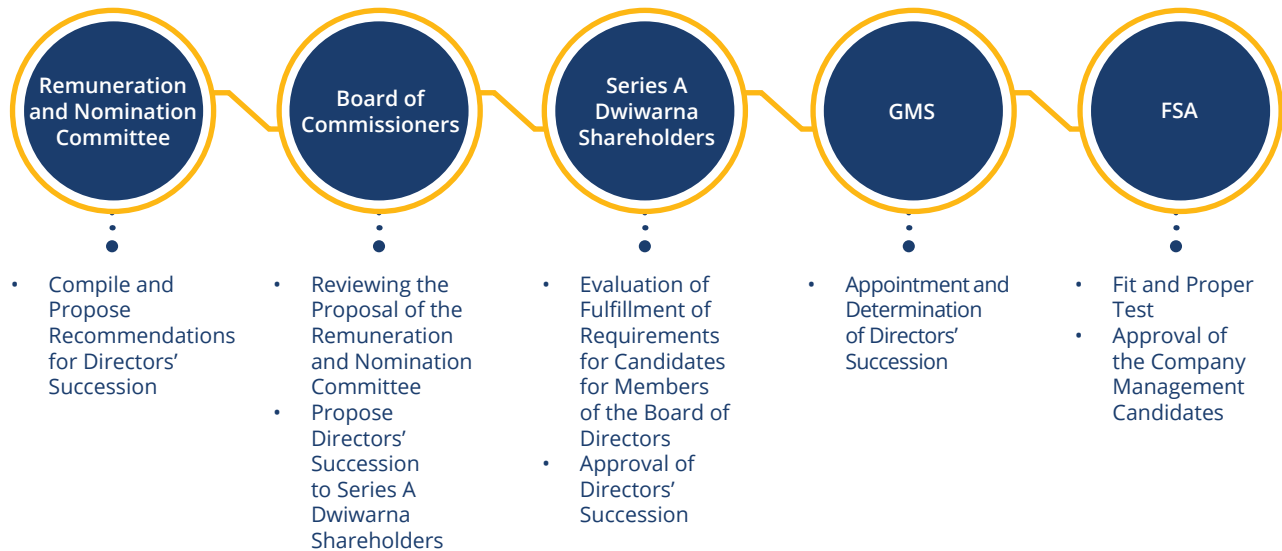 Remuneration
and Nomination
Committee
Board of
Commissioners
Series A
Dwiwarna
Shareholders
GMS
FSA
• Compile and
Propose
Recommendations
for Directors’
Succession
• Reviewing the
Proposal of the
Remuneration
and Nomination
Committee
• Propose
Directors’
Succession
to Series A
Dwiwarna
Shareholders
• Evaluation of
Fulfillment of
Requirements
for Candidates
for Members
of the Board of
Directors
• Approval of
Directors’
Succession
• Appointment and
Determination
of Directors’
Succession
• Fit and Proper
Test
• Approval of
the Company
Management
Candidates